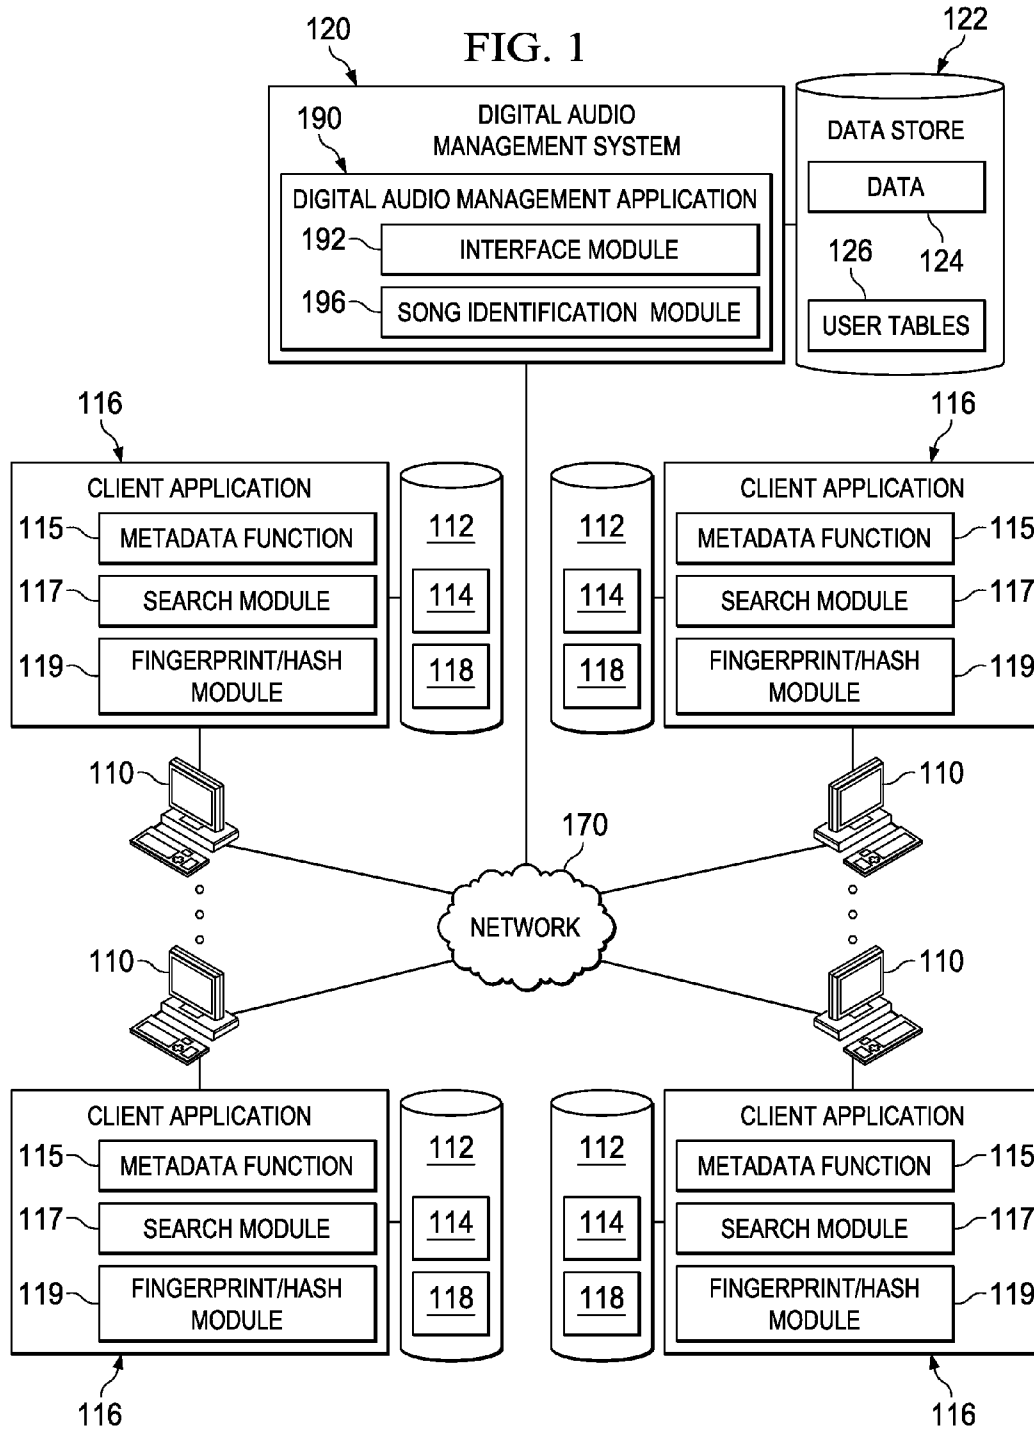 FIG. 1
120
122
DIGITAL AUDIO
MANAGEMENT SYSTEM
190
DIGITAL AUDIO MANAGEMENT APPLICATION
192
INTERFACE MODULE
196
SONG IDENTIFICATION MODULE
DATA STORE
DATA
124
126
USER TABLES
116
CLIENT APPLICATION
115
METADATA FUNCTION
117
SEARCH MODULE
119
FINGERPRINT/HASH
MODULE
112
114
118
116
CLIENT APPLICATION
METADATA FUNCTION
115
SEARCH MODULE
117
FINGERPRINT/HASH
MODULE
119
112
114
118
110
110
170
NETWORK
110
110
CLIENT APPLICATION
115
METADATA FUNCTION
117
SEARCH MODULE
119
FINGERPRINT/HASH
MODULE
116
112
114
118
112
114
118
CLIENT APPLICATION
METADATA FUNCTION
115
SEARCH MODULE
117
FINGERPRINT/HASH
MODULE
119
116